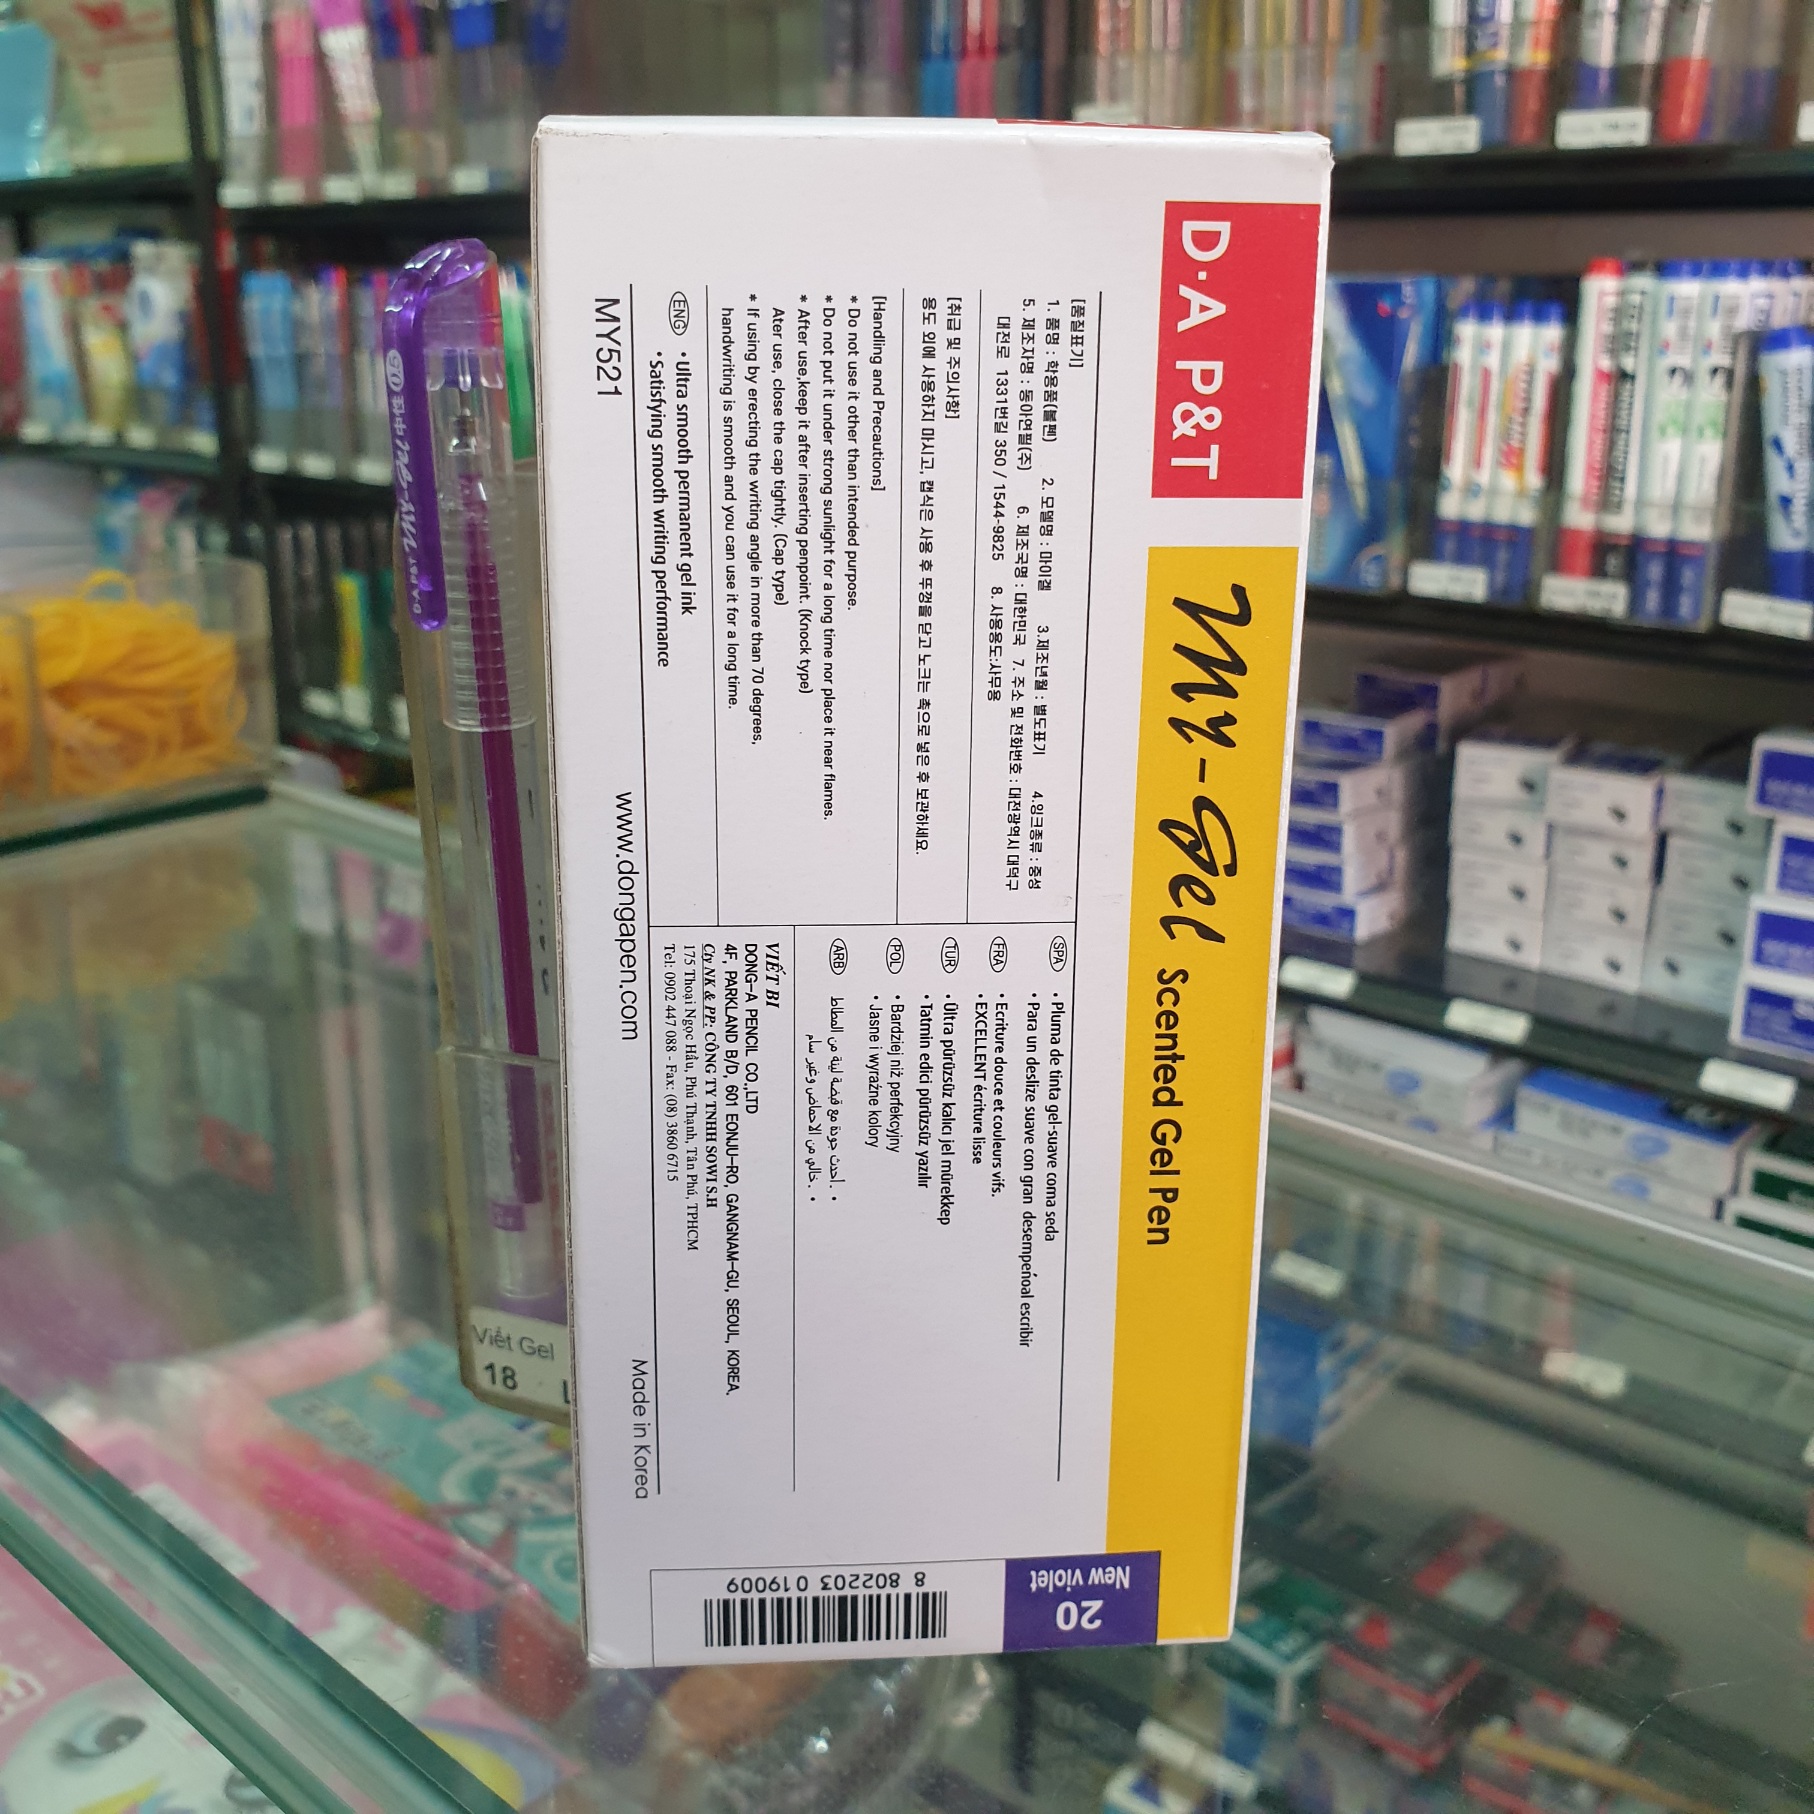 D·A P&T
My-Gel Scented Gel Pen
[품질표기]
1. 품명 : 학용품(볼펜) 2. 모델명 : 마이겔 3.제조년월 : 별도표기 4.잉크종류 : 중성
5. 제조자명 : 동아연필(주) 6. 제조국명 : 대한민국 7. 주소 및 전화번호 : 대전광역시 대덕구
대전로 1331번길 350 / 1544-9825 8. 사용용도:사무용
[취급 및 주의사항]
용도 외에 사용하지 마시고, 캡식은 사용 후 뚜껑을 닫고 노크는 촉으로 넣은 후 보관하세요.
[Handling and Precautions]
* Do not use it other than intended purpose.
* Do not put it under strong sunlight for a long time nor place it near flames.
* After use,keep it after inserting penpoint. (Knock type)
Ater use, close the cap tightly. (Cap type)
* If using by erecting the writing angle in more than 70 degrees,
handwriting is smooth and you can use it for a long time.
ENG • Ultra smooth permanent gel ink
• Satisfying smooth writing performance
SPA • Pluma de tinta gel-suave coma seda
• Para un deslize suave con gran desempeńoal escribir
FRA • Ecriture douce et couleurs vifs.
• EXCELLENT écriture lisse
TUR • Ültra pürüzsüz kalıcı jel mürekkep
• Tatmin edici pürüzsüz yazılır
POL • Bardziej niż perfekcyjny
• Jasne i wyraźne kolory
ARB • أحدث جودة مع قبضة لينة من المطاط.
• خالي من الاحماض وغير سام.
VIẾT BI
DONG-A PENCIL CO.,LTD
4F, PARKLAND B/D, 601 EONJU-RO, GANGNAM-GU, SEOUL, KOREA.
Cty NK & PP: CÔNG TY TNHH SOWI S.H
175 Thoại Ngọc Hầu, Phú Thạnh, Tân Phú, TPHCM
Tel: 0902 447 088 - Fax: (08) 3860 6715
MY521
www.dongapen.com
Made in Korea
20
New violet
8 802203 019009
My-Gel
Viết Gel
18